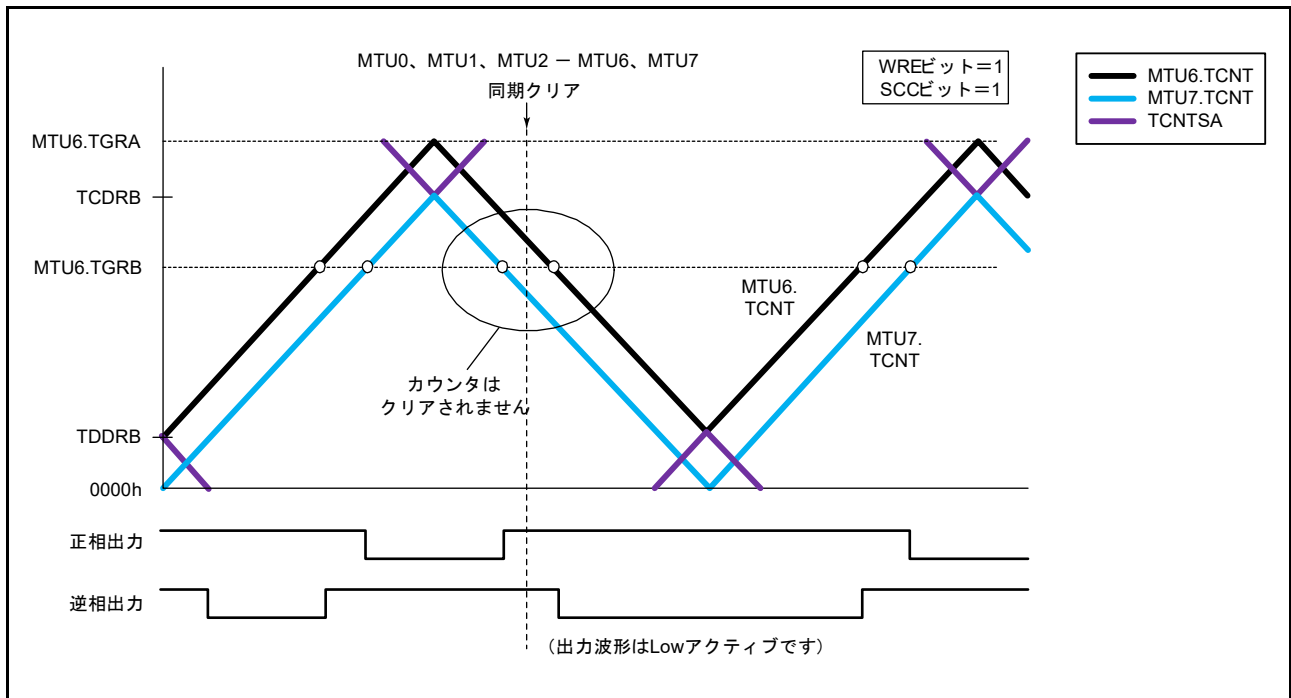 MTU0、MTU1、MTU2 － MTU6、MTU7
同期クリア
WREビット＝1
SCCビット＝1
MTU6.TCNT
MTU7.TCNT
TCNTSA
MTU6.TGRA
TCDRB
MTU6.TGRB
MTU6.
TCNT
MTU7.
TCNT
カウンタは
クリアされません
TDDRB
0000h
正相出力
逆相出力
（出力波形はLowアクティブです）